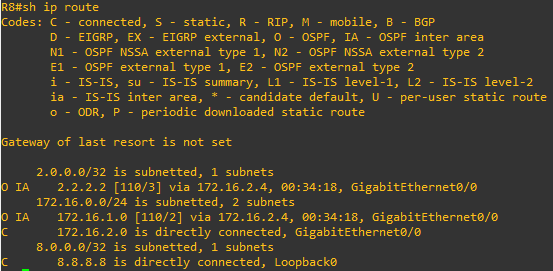 R8#sh ip route
Codes: C - connected, S - static, R - RIP, M - mobile, B - BGP
       D - EIGRP, EX - EIGRP external, O - OSPF, IA - OSPF inter area
       N1 - OSPF NSSA external type 1, N2 - OSPF NSSA external type 2
       E1 - OSPF external type 1, E2 - OSPF external type 2
       i - IS-IS, su - IS-IS summary, L1 - IS-IS level-1, L2 - IS-IS level-2
       ia - IS-IS inter area, * - candidate default, U - per-user static route
       o - ODR, P - periodic downloaded static route
Gateway of last resort is not set
     2.0.0.0/32 is subnetted, 1 subnets
O IA    2.2.2.2 [110/3] via 172.16.2.4, 00:34:18, GigabitEthernet0/0
     172.16.0.0/24 is subnetted, 2 subnets
O IA    172.16.1.0 [110/2] via 172.16.2.4, 00:34:18, GigabitEthernet0/0
C       172.16.2.0 is directly connected, GigabitEthernet0/0
     8.0.0.0/32 is subnetted, 1 subnets
C       8.8.8.8 is directly connected, Loopback0